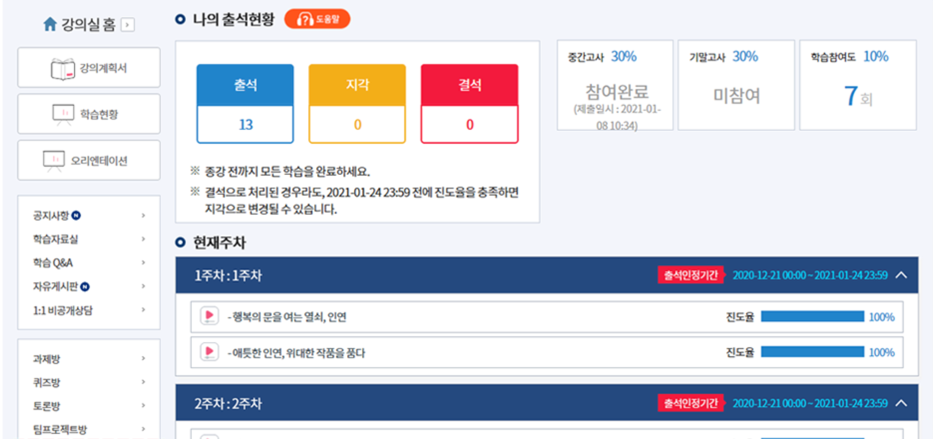 강의실 홈
강의계획서
학습현황
오리엔테이션
공지사항 N
학습자료실
학습 Q&A
자유게시판 N
1:1 비공개상담
과제방
퀴즈방
토론방
팀프로젝트방
나의 출석현황 도움말
출석 지각 결석
13 0 0
※ 종강 전까지 모든 학습을 완료하세요.
※ 결석으로 처리된 경우라도, 2021-01-24 23:59 전에 진도율을 충족하면
지각으로 변경될 수 있습니다.
중간고사 30%
참여완료
(제출일시 : 2021-01-
08 10:34)
기말고사 30%
미참여
학습참여도 10%
7회
현재주차
1주차 : 1주차 출석인정기간 2020-12-21 00:00 ~ 2021-01-24 23:59
- 행복의 문을 여는 열쇠, 인연 진도율 100%
- 애틋한 인연, 위대한 작품을 품다 진도율 100%
2주차 : 2주차 출석인정기간 2020-12-21 00:00 ~ 2021-01-24 23:59